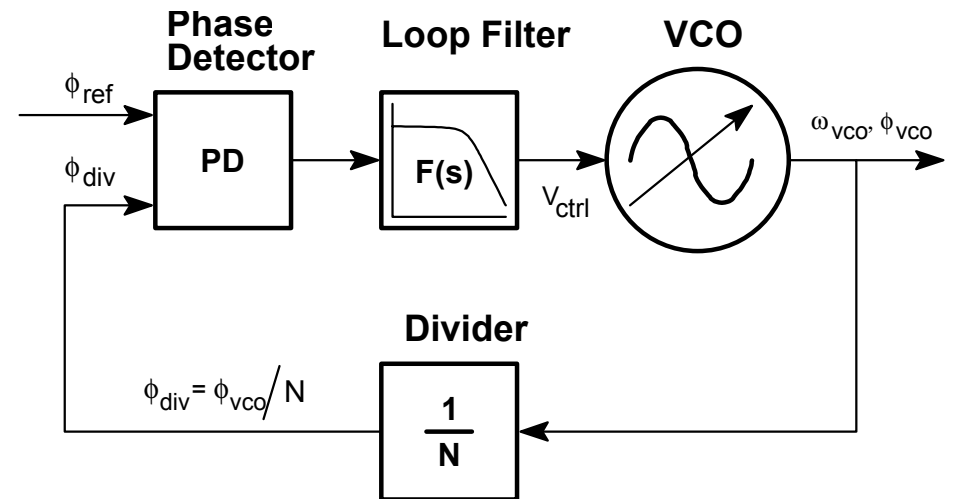 Phase
Detector
Loop Filter
VCO
ϕref
ϕdiv
PD
F(s)
Vctrl
ωvco, ϕvco
Divider
ϕdiv = ϕvco/N
1
N